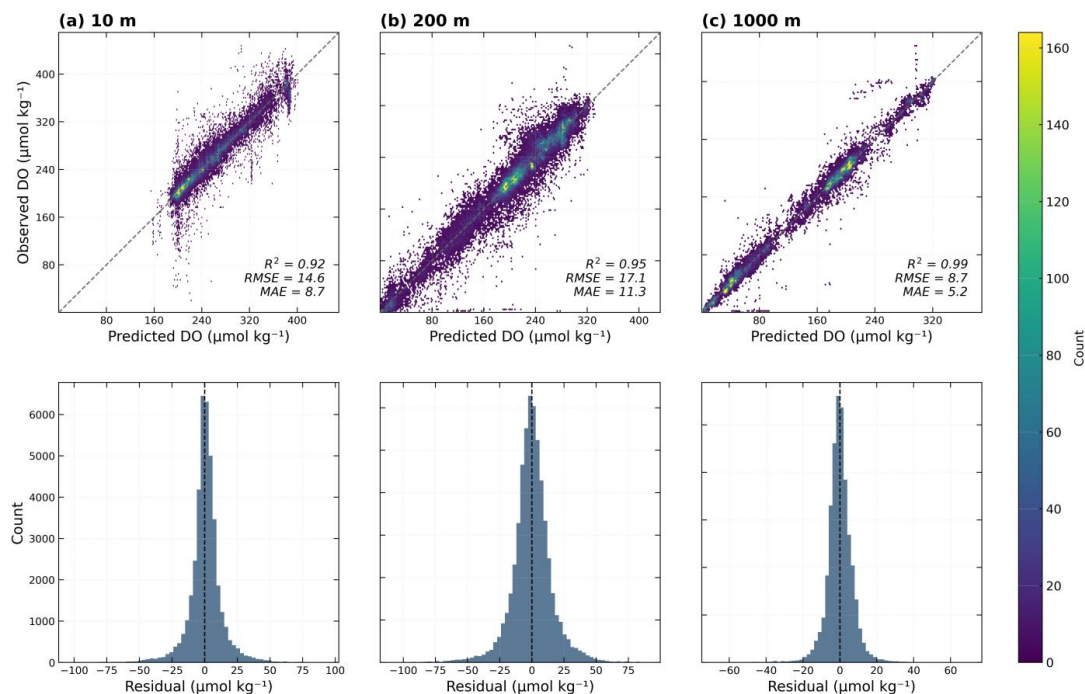 (a) 10 m
(b) 200 m
(c) 1000 m
Observed DO (μmol kg⁻¹)
400
320
240
160
80
R² = 0.92
RMSE = 14.6
MAE = 8.7
R² = 0.95
RMSE = 17.1
MAE = 11.3
R² = 0.99
RMSE = 8.7
MAE = 5.2
80 160 240 320 400
80 160 240 320 400
80 160 240 320
Predicted DO (μmol kg⁻¹)
Predicted DO (μmol kg⁻¹)
Predicted DO (μmol kg⁻¹)
Count
6000
5000
4000
3000
2000
1000
0
−100 −75 −50 −25 0 25 50 75 100
−100 −75 −50 −25 0 25 50 75
−60 −40 −20 0 20 40 60
Residual (μmol kg⁻¹)
Residual (μmol kg⁻¹)
Residual (μmol kg⁻¹)
160
140
120
100
80
60
40
20
0
Count